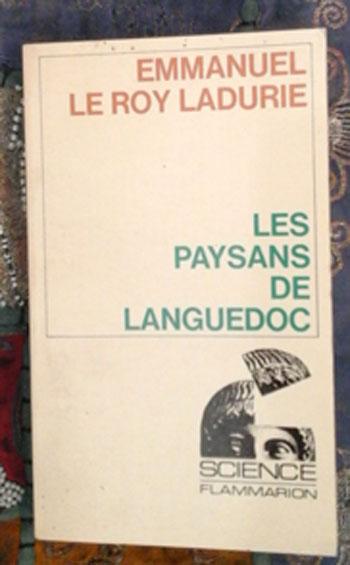 EMMANUEL
LE ROY LADURIE
LES
PAYSANS
DE
LANGUEDOC
SCIENCE
FLAMMARION